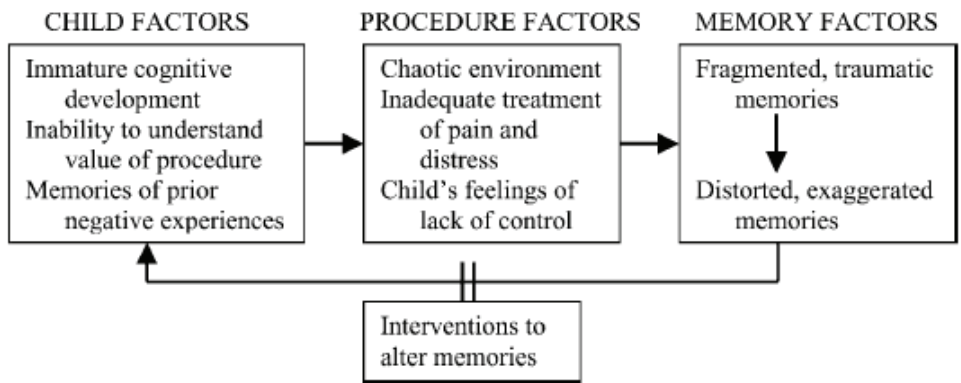 CHILD FACTORS
Immature cognitive
development
Inability to understand
value of procedure
Memories of prior
negative experiences
PROCEDURE FACTORS
Chaotic environment
Inadequate treatment
of pain and
distress
Child's feelings of
lack of control
MEMORY FACTORS
Fragmented, traumatic
memories
Distorted, exaggerated
memories
Interventions to
alter memories